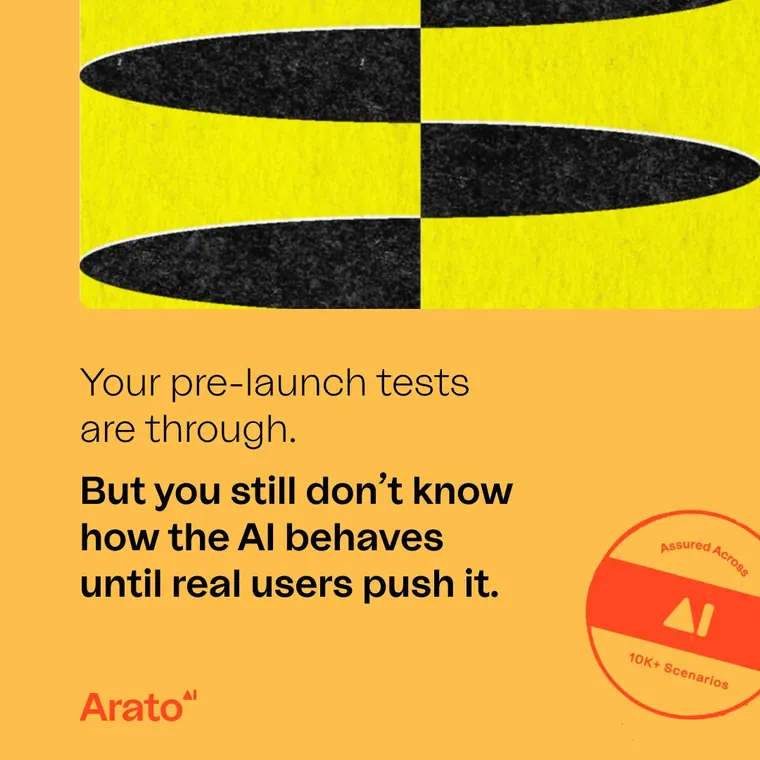 Your pre-launch tests
are through.
But you still don’t know
how the AI behaves
until real users push it.
Assured Across
AI
10K+ Scenarios
Arato AI